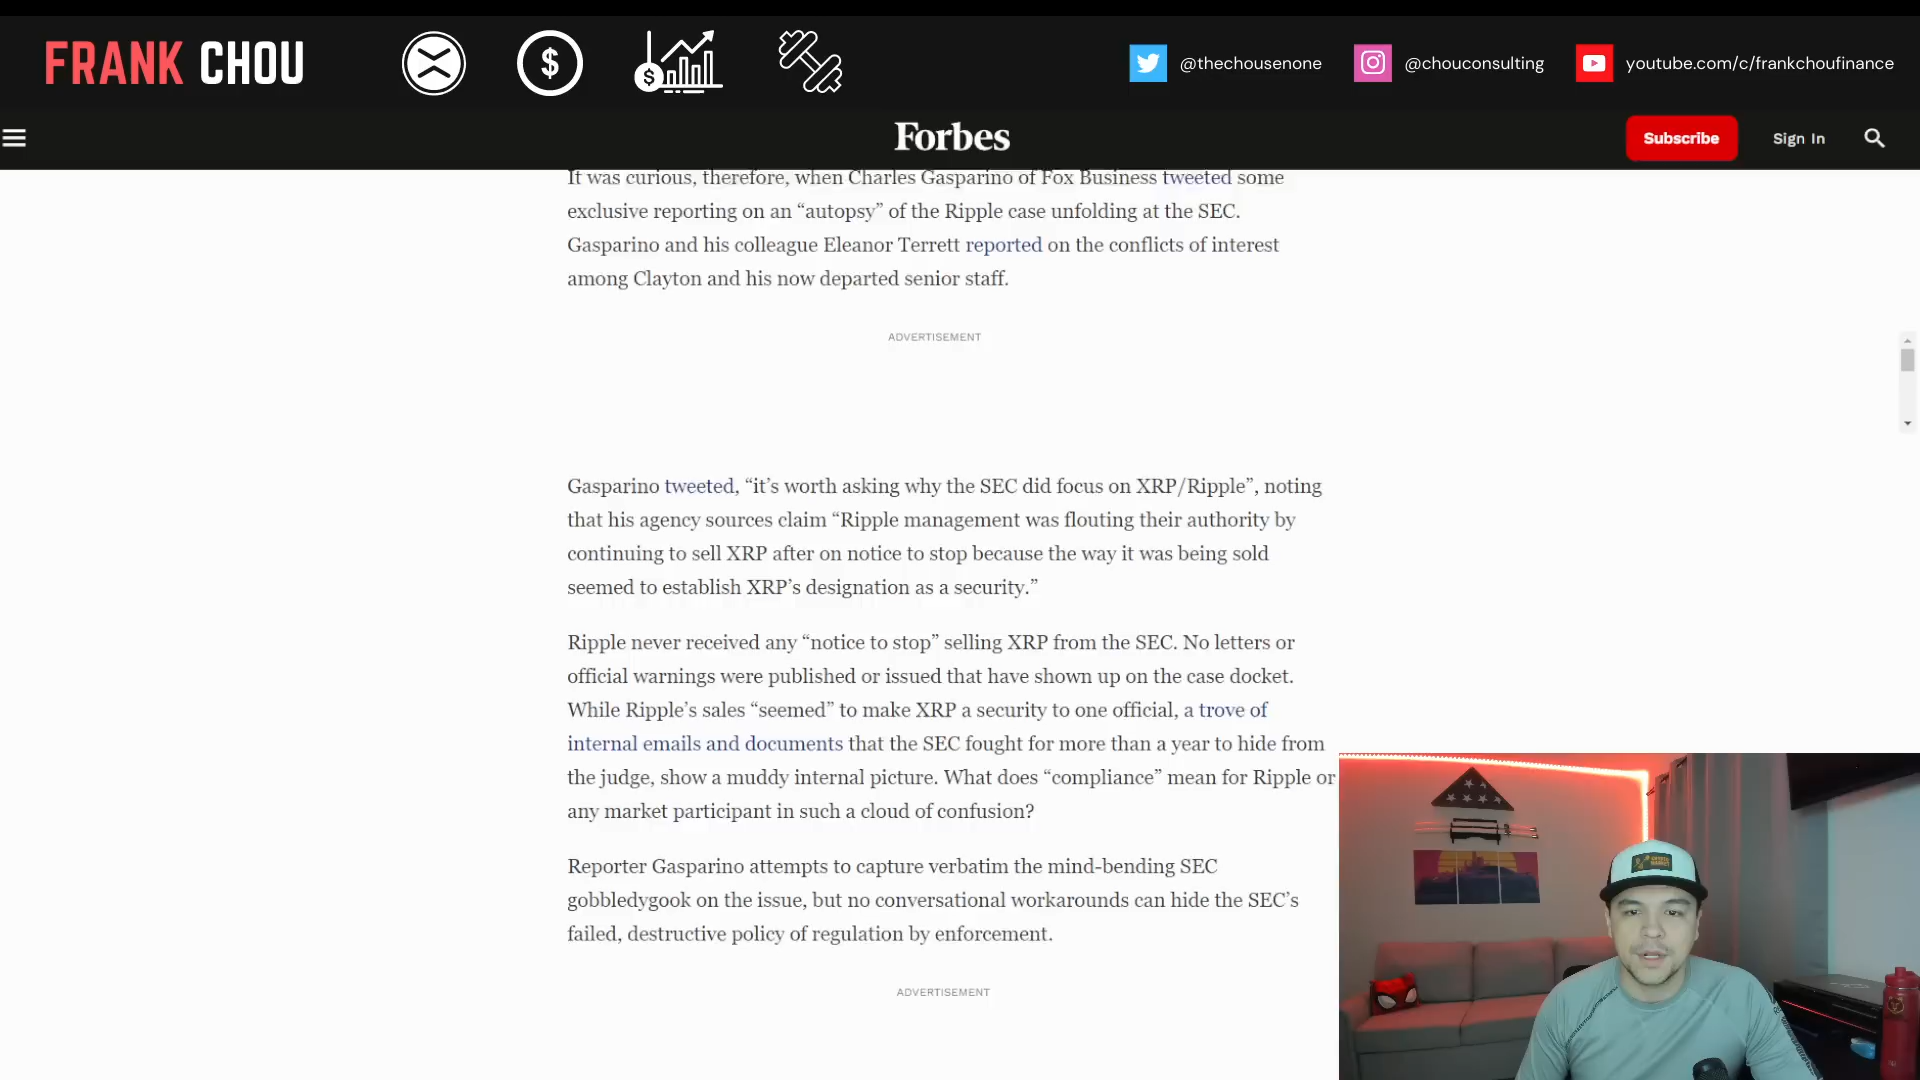 FRANK CHOU
@thechousenone
@chouconsulting
youtube.com/c/frankchoufinance
Forbes
Subscribe
Sign In
It was curious, therefore, when Charles Gasparino of Fox Business tweeted some
exclusive reporting on an “autopsy” of the Ripple case unfolding at the SEC.
Gasparino and his colleague Eleanor Terrett reported on the conflicts of interest
among Clayton and his now departed senior staff.
ADVERTISEMENT
Gasparino tweeted, “it’s worth asking why the SEC did focus on XRP/Ripple”, noting
that his agency sources claim “Ripple management was flouting their authority by
continuing to sell XRP after on notice to stop because the way it was being sold
seemed to establish XRP’s designation as a security.”
Ripple never received any “notice to stop” selling XRP from the SEC. No letters or
official warnings were published or issued that have shown up on the case docket.
While Ripple’s sales “seemed” to make XRP a security to one official, a trove of
internal emails and documents that the SEC fought for more than a year to hide from
the judge, show a muddy internal picture. What does “compliance” mean for Ripple or
any market participant in such a cloud of confusion?
Reporter Gasparino attempts to capture verbatim the mind-bending SEC
gobbledygook on the issue, but no conversational workarounds can hide the SEC’s
failed, destructive policy of regulation by enforcement.
ADVERTISEMENT